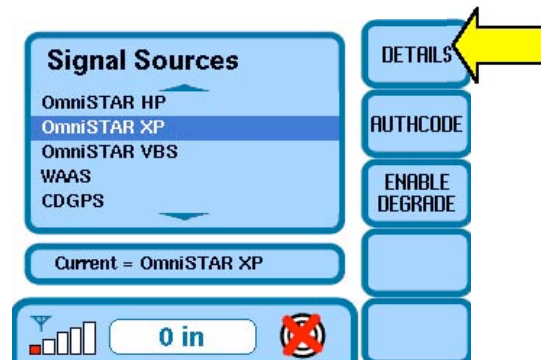 Signal Sources
OmniSTAR HP
OmniSTAR XP
OmniSTAR VBS
WAAS
CDGPS
Current = OmniSTAR XP
0 in
DETAILS
AUTHCODE
ENABLE
DEGRADE